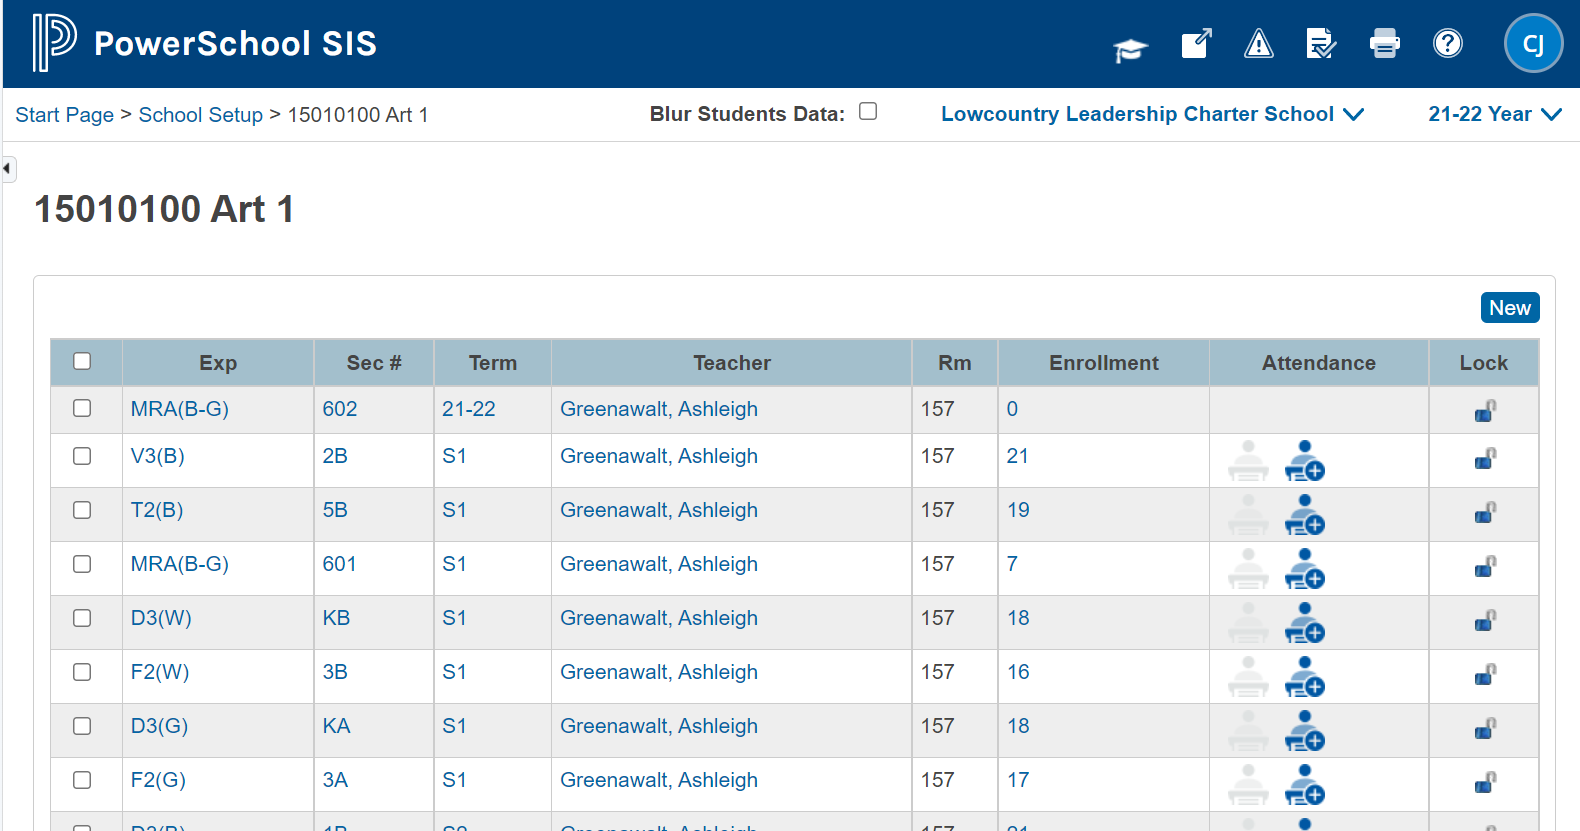 PowerSchool SIS
CJ
Start Page > School Setup > 15010100 Art 1
Blur Students Data:
Lowcountry Leadership Charter School
21-22 Year
15010100 Art 1
New
Exp Sec # Term Teacher Rm Enrollment Attendance Lock
MRA(B-G) 602 21-22 Greenawalt, Ashleigh 157 0
V3(B) 2B S1 Greenawalt, Ashleigh 157 21
T2(B) 5B S1 Greenawalt, Ashleigh 157 19
MRA(B-G) 601 S1 Greenawalt, Ashleigh 157 7
D3(W) KB S1 Greenawalt, Ashleigh 157 18
F2(W) 3B S1 Greenawalt, Ashleigh 157 16
D3(G) KA S1 Greenawalt, Ashleigh 157 18
F2(G) 3A S1 Greenawalt, Ashleigh 157 17